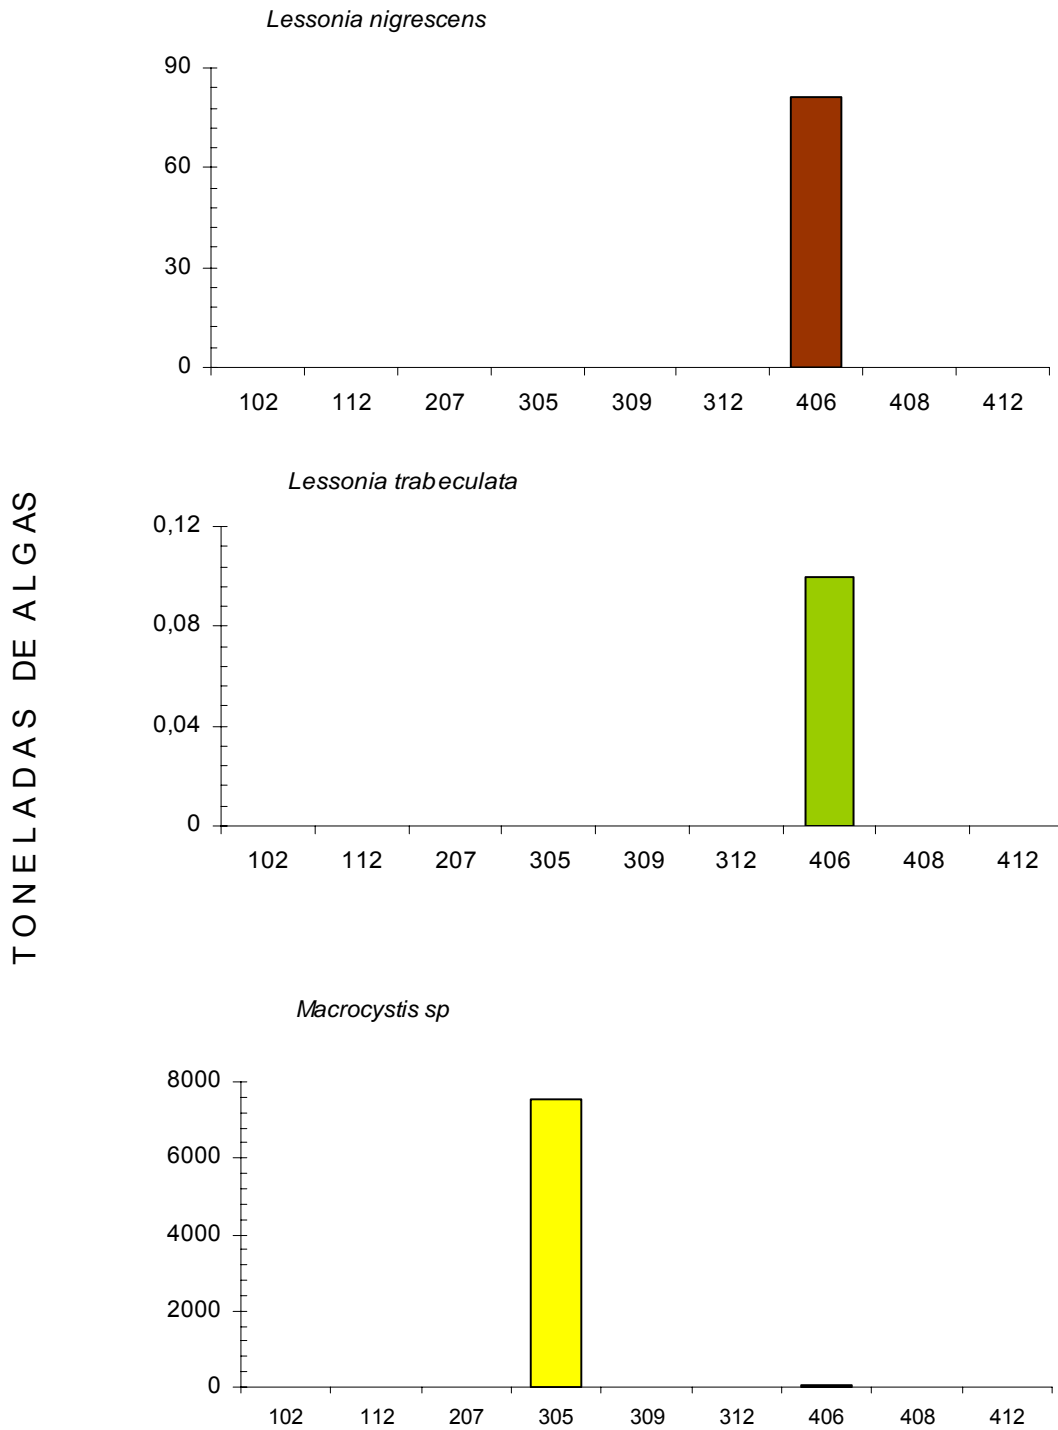 Lessonia nigrescens
90
60
30
0
102 112 207 305 309 312 406 408 412
TONELADAS DE ALGAS
Lessonia trabeculata
0,12
0,08
0,04
0
102 112 207 305 309 312 406 408 412
Macrocystis sp
8000
6000
4000
2000
0
102 112 207 305 309 312 406 408 412